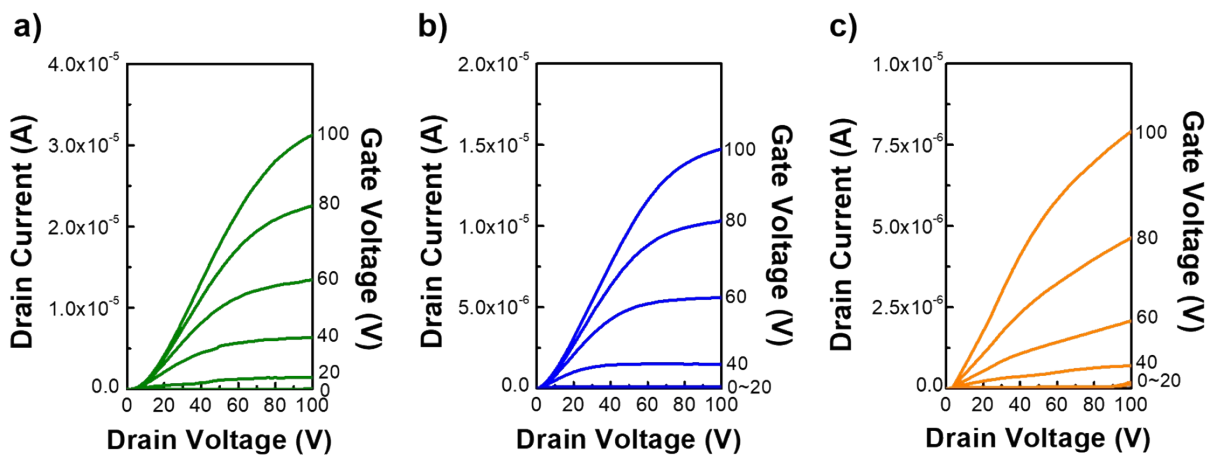 a)
Drain Current (A)
4.0x10⁻⁵
3.0x10⁻⁵
2.0x10⁻⁵
1.0x10⁻⁵
0.0
0 20 40 60 80 100
Drain Voltage (V)
100
80
60
40
20
0
Gate Voltage (V)
b)
Drain Current (A)
2.0x10⁻⁵
1.5x10⁻⁵
1.0x10⁻⁵
5.0x10⁻⁶
0.0
0 20 40 60 80 100
Drain Voltage (V)
100
80
60
40
0~20
Gate Voltage (V)
c)
Drain Current (A)
1.0x10⁻⁵
7.5x10⁻⁶
5.0x10⁻⁶
2.5x10⁻⁶
0.0
0 20 40 60 80 100
Drain Voltage (V)
100
80
60
40
0~20
Gate Voltage (V)